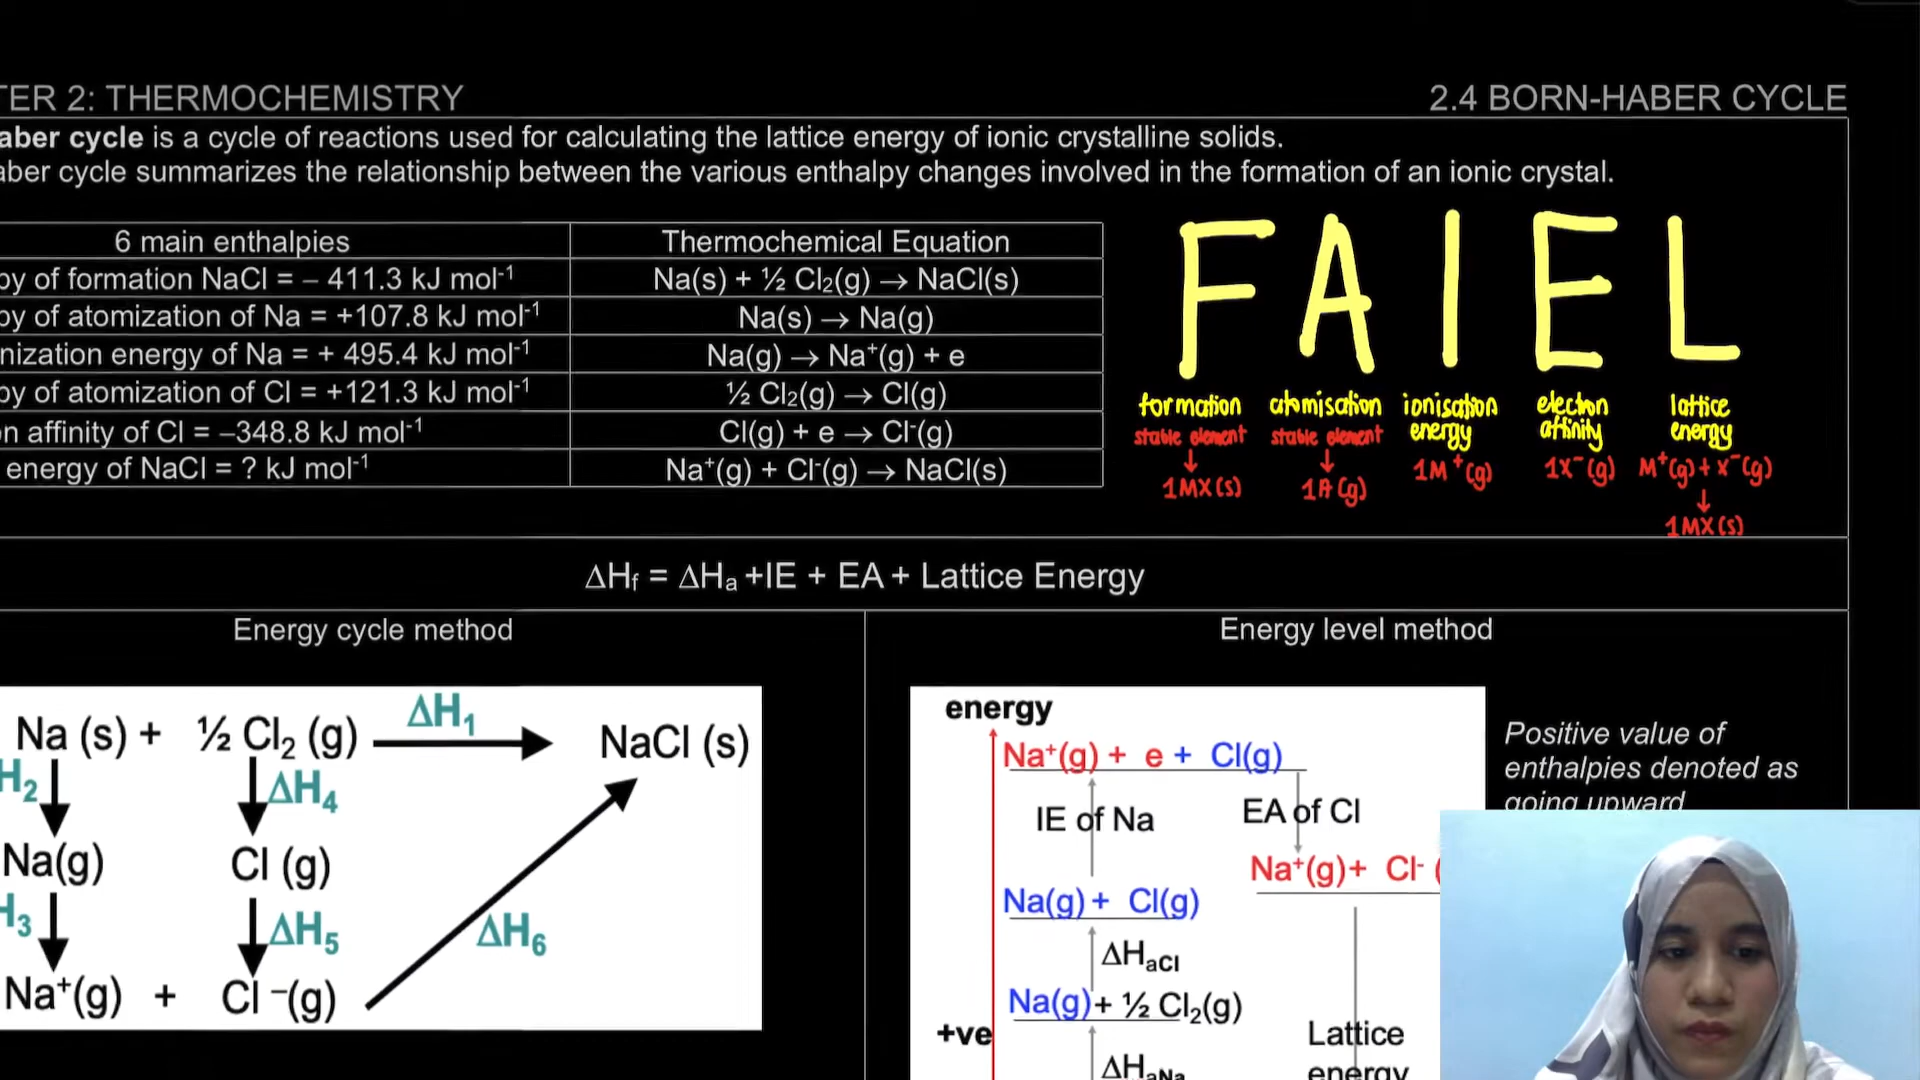 TER 2: THERMOCHEMISTRY
2.4 BORN-HABER CYCLE
aber cycle is a cycle of reactions used for calculating the lattice energy of ionic crystalline solids.
aber cycle summarizes the relationship between the various enthalpy changes involved in the formation of an ionic crystal.
6 main enthalpies
Thermochemical Equation
py of formation NaCl = – 411.3 kJ mol⁻¹
Na(s) + ½ Cl₂(g) → NaCl(s)
py of atomization of Na = +107.8 kJ mol⁻¹
Na(s) → Na(g)
nization energy of Na = + 495.4 kJ mol⁻¹
Na(g) → Na⁺(g) + e
py of atomization of Cl = +121.3 kJ mol⁻¹
½ Cl₂(g) → Cl(g)
n affinity of Cl = –348.8 kJ mol⁻¹
Cl(g) + e → Cl⁻(g)
energy of NaCl = ? kJ mol⁻¹
Na⁺(g) + Cl⁻(g) → NaCl(s)
F A I E L
formation
stable element
↓
1MX(s)
atomisation
stable element
↓
1A(g)
ionisation
energy
1M⁺(g)
electron
affinity
1X⁻(g)
lattice
energy
M⁺(g) + X⁻(g)
↓
1MX(s)
ΔHf = ΔHa +IE + EA + Lattice Energy
Energy cycle method
Na (s) + ½ Cl₂ (g)
ΔH₁
NaCl (s)
H₂
ΔH₄
Na(g)
Cl (g)
H₃
ΔH₅
ΔH₆
Na⁺(g) + Cl⁻(g)
Energy level method
energy
Na⁺(g) + e + Cl(g)
IE of Na
EA of Cl
Na⁺(g)+ Cl⁻ (
Na(g) + Cl(g)
ΔHaCl
Na(g)+ ½ Cl₂(g)
+ve
ΔHaNa
Lattice
energy
Positive value of
enthalpies denoted as
going upward